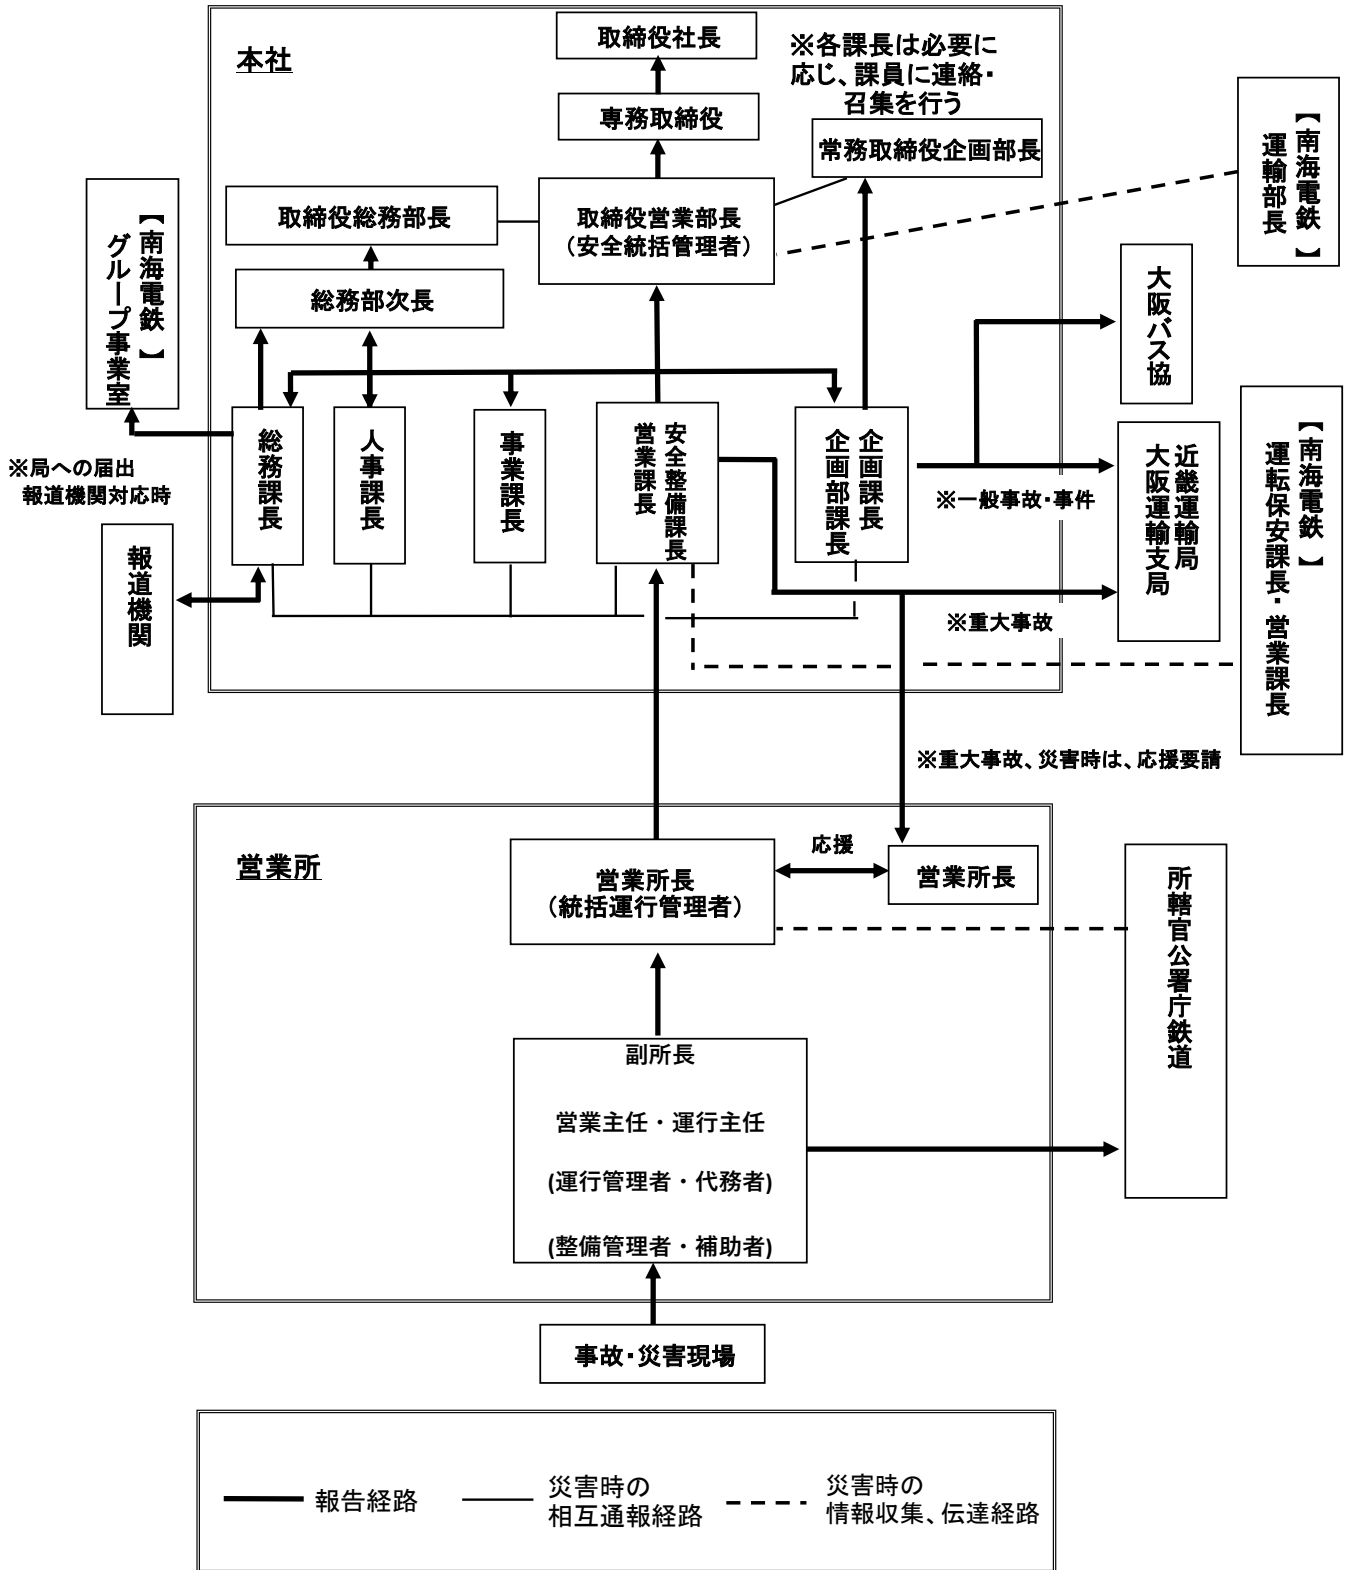 本社
取締役社長
専務取締役
※各課長は必要に
応じ、課員に連絡・
召集を行う
常務取締役企画部長
取締役総務部長
取締役営業部長
（安全統括管理者）
総務部次長
【南海電鉄】
グループ事業室
【南海電鉄】
運輸部長
大阪バス協
総務課長
人事課長
事業課長
安全整備課長
営業課長
企画課長
企画部課長
※局への届出
報道機関対応時
報道機関
※一般事故・事件
近畿運輸局
大阪運輸支局
【南海電鉄】
運転保安課長・営業課長
※重大事故
※重大事故、災害時は、応援要請
営業所
営業所長
（統括運行管理者）
応援
営業所長
所轄官公署庁鉄道
副所長
営業主任・運行主任
(運行管理者・代務者)
(整備管理者・補助者)
事故・災害現場
報告経路
災害時の
相互通報経路
災害時の
情報収集、伝達経路